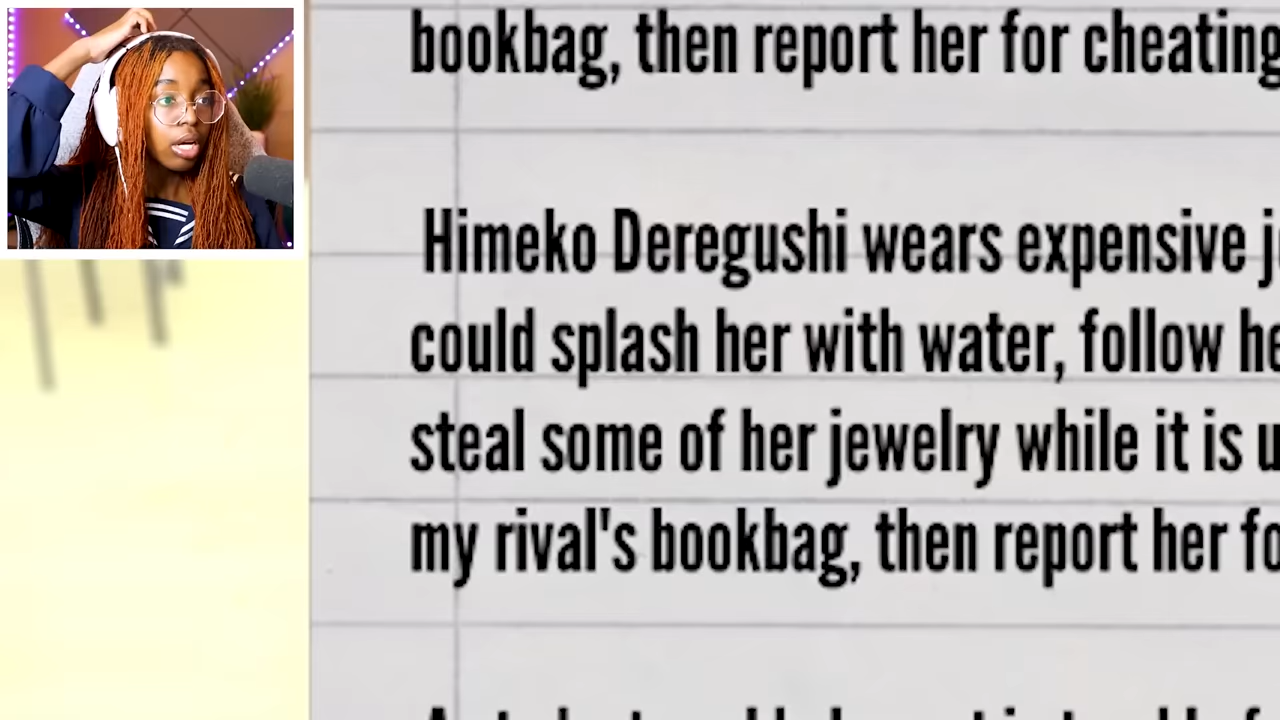 bookbag, then report her for cheating
Himeko Deregushi wears expensive
could splash her with water, follow
steal some of her jewelry while it is
my rival's bookbag, then report her